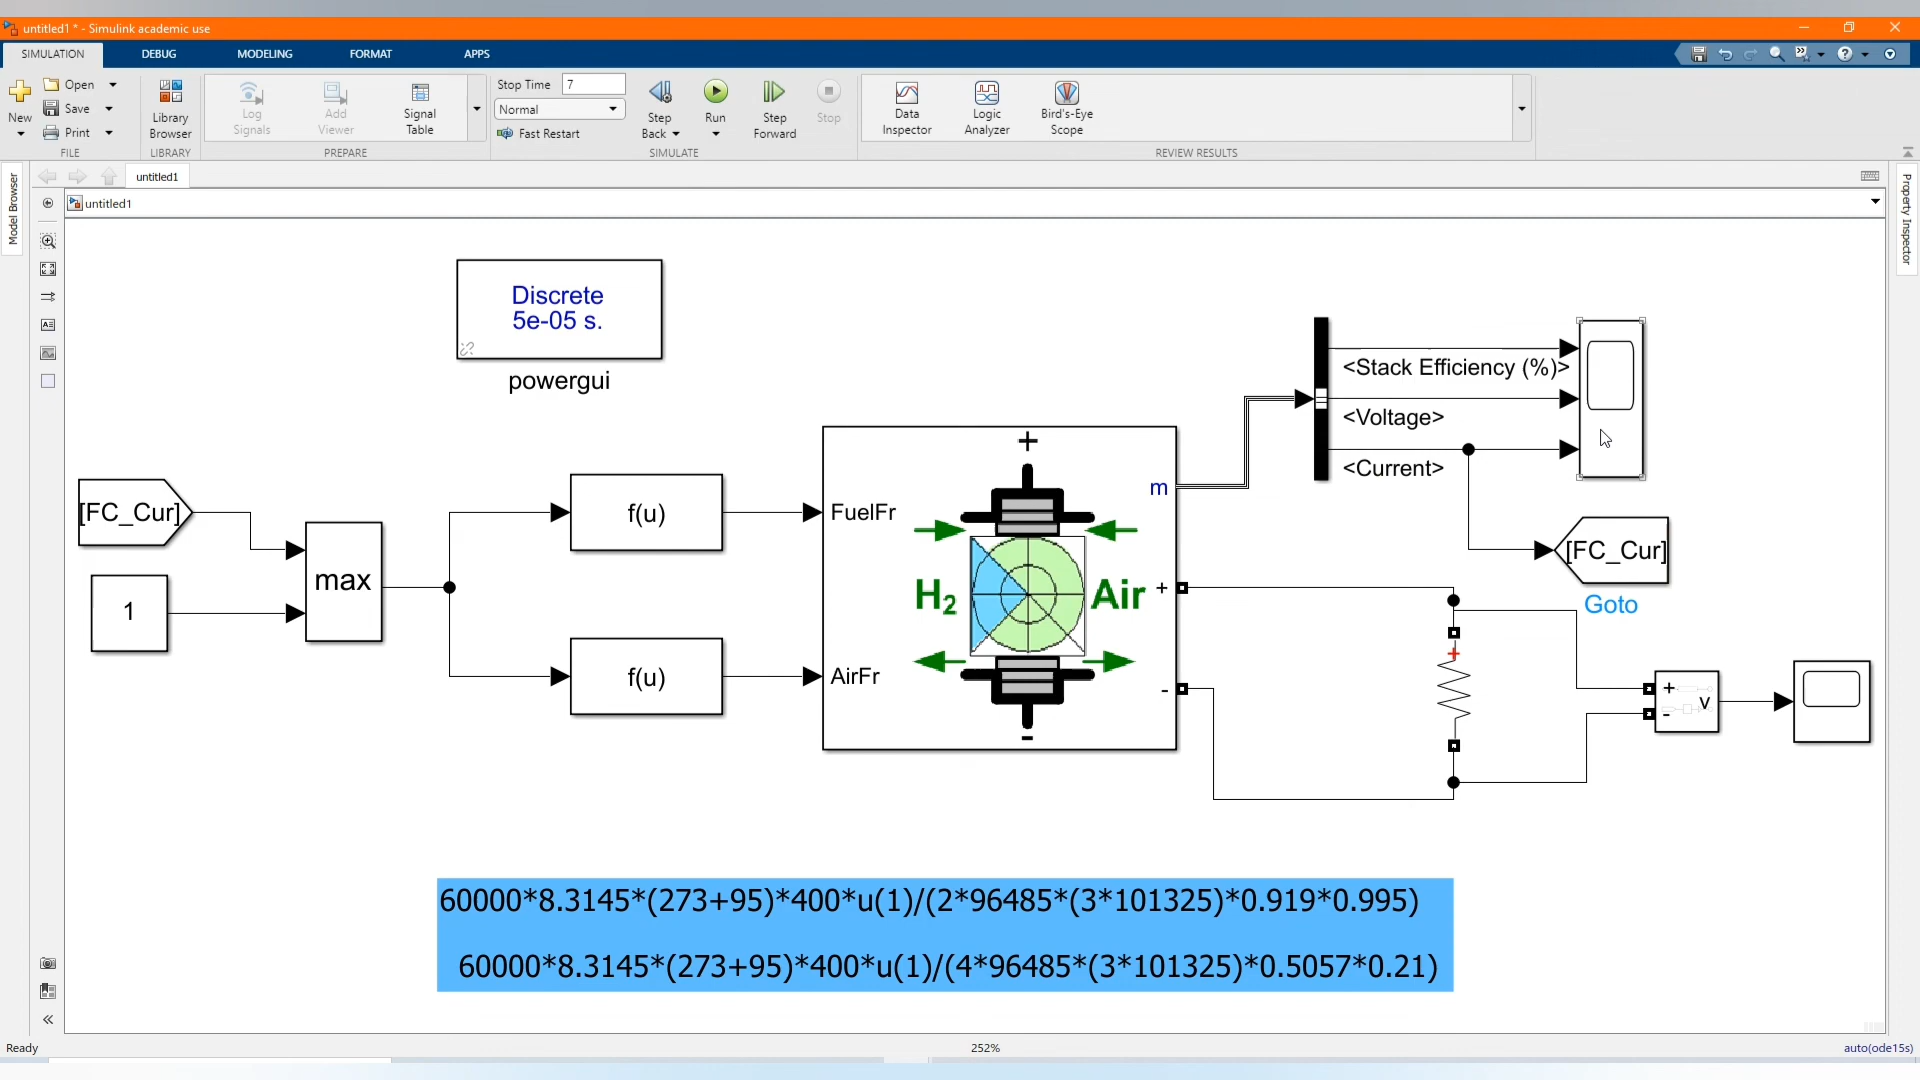 untitled1 * - Simulink academic use
SIMULATION DEBUG MODELING FORMAT APPS
New
Open
Save
Print
FILE
Library Browser
LIBRARY
Log Signals
Add Viewer
Signal Table
PREPARE
Stop Time 7
Normal
Fast Restart
Step Back
Run
Step Forward
Stop
SIMULATE
Data Inspector
Logic Analyzer
Bird's-Eye Scope
REVIEW RESULTS
Model Browser
untitled1
untitled1
Property Inspector
Discrete
5e-05 s.
powergui
<Stack Efficiency (%)>
<Voltage>
<Current>
[FC_Cur]
1
max
f(u)
f(u)
FuelFr
AirFr
+
H2
Air
-
m
+
-
[FC_Cur]
Goto
+
+
-
v
60000*8.3145*(273+95)*400*u(1)/(2*96485*(3*101325)*0.919*0.995)
60000*8.3145*(273+95)*400*u(1)/(4*96485*(3*101325)*0.5057*0.21)
Ready
252%
auto(ode15s)